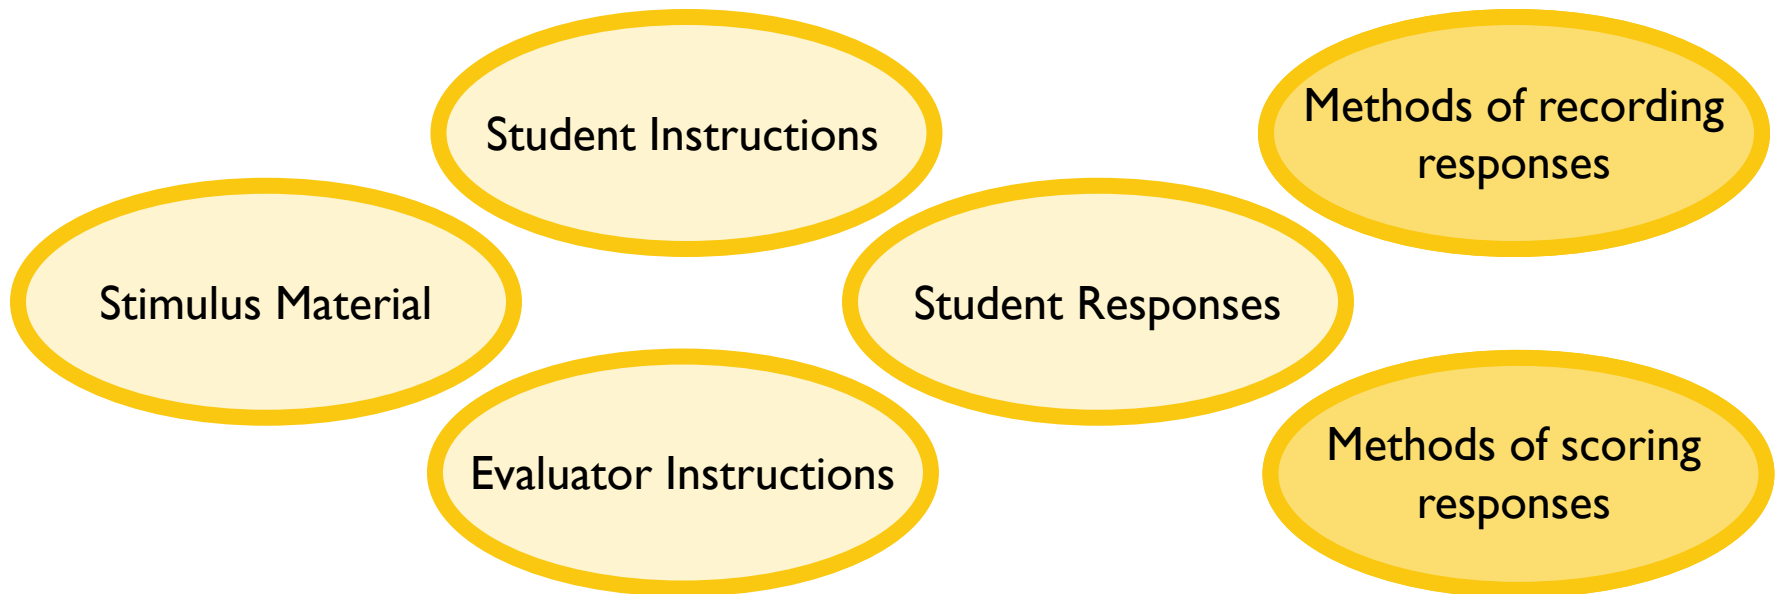 Student Instructions
Methods of recording
responses
Stimulus Material
Student Responses
Evaluator Instructions
Methods of scoring
responses